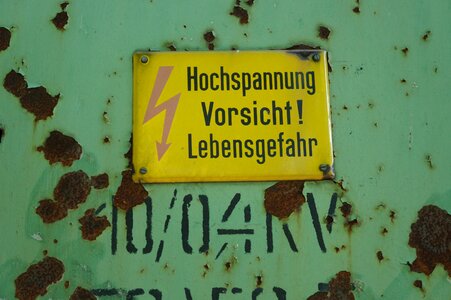 Hochspannung
Vorsicht!
Lebensgefahr
10/0,4KV